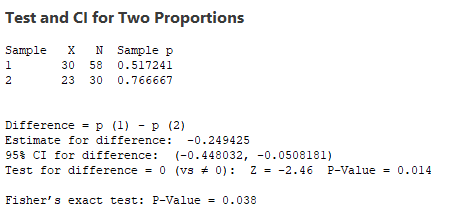 Test and CI for Two Proportions
Sample X N Sample p
1 30 58 0.517241
2 23 30 0.766667
Difference = p (1) - p (2)
Estimate for difference: -0.249425
95% CI for difference: (-0.448032, -0.0508181)
Test for difference = 0 (vs ≠ 0): Z = -2.46 P-Value = 0.014
Fisher's exact test: P-Value = 0.038